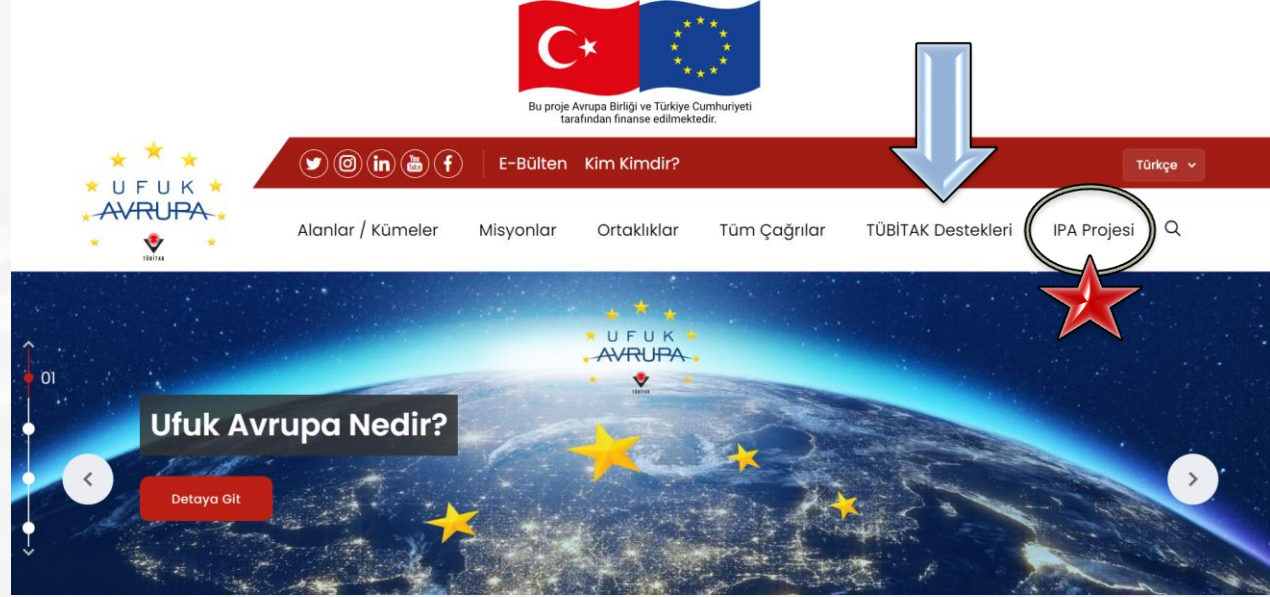 Bu proje Avrupa Birliği ve Türkiye Cumhuriyeti
tarafından finanse edilmektedir.
E-Bülten Kim Kimdir?
Türkçe
UFUK
AVRUPA
TÜBİTAK
Alanlar / Kümeler Misyonlar Ortaklıklar Tüm Çağrılar TÜBİTAK Destekleri IPA Projesi
UFUK
AVRUPA
TÜBİTAK
01
Ufuk Avrupa Nedir?
Detaya Git